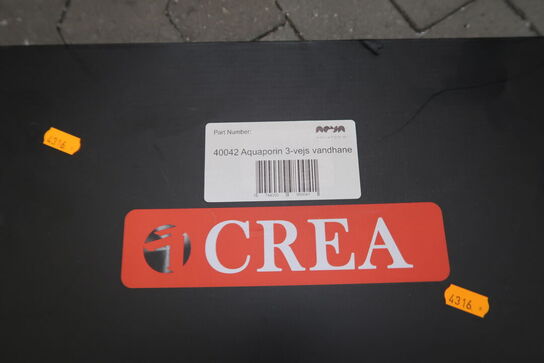 Part Number:
40042 Aquaporin 3-vejs vandhane
4316
CREA
4316